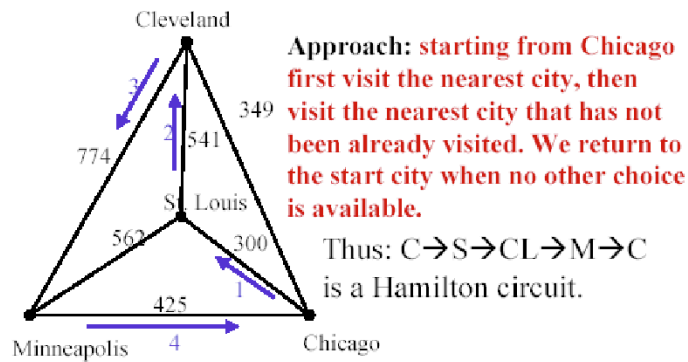 Cleveland
Approach: starting from Chicago
first visit the nearest city, then
visit the nearest city that has not
been already visited. We return to
the start city when no other choice
is available.
3
349
2
541
774
St. Louis
562
300
Thus: C→S→CL→M→C
is a Hamilton circuit.
1
425
Minneapolis
4
Chicago